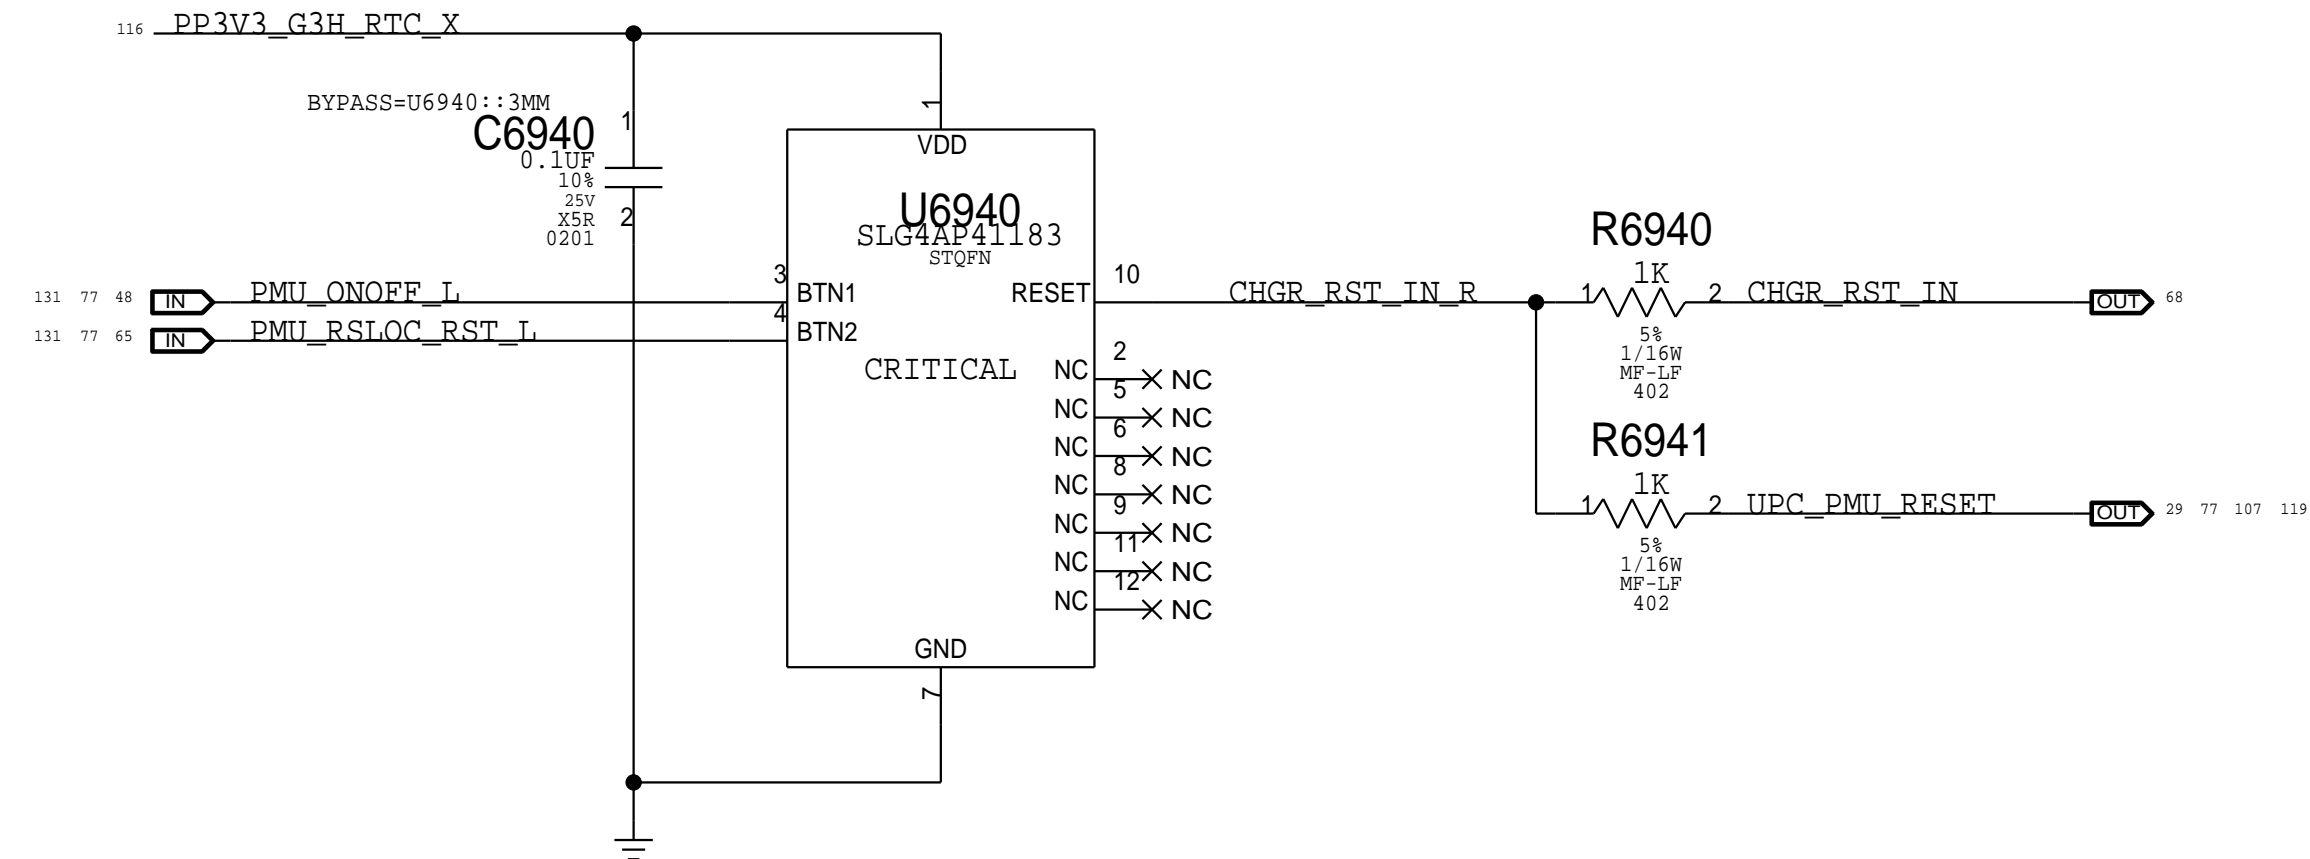 116 PP3V3_G3H_RTC_X
BYPASS=U6940::3MM
C6940
0.1UF
10%
25V
X5R
0201
1
2
1
VDD
U6940
SLG4AP41183
STQFN
CRITICAL
131 77 48 IN PMU_ONOFF_L 3 BTN1
131 77 65 IN PMU_RSLOC_RST_L 4 BTN2
RESET 10 CHGR_RST_IN_R
NC 2 NC
NC 5 NC
NC 6 NC
NC 8 NC
NC 9 NC
NC 11 NC
NC 12 NC
GND
7
R6940
1K
1 2 CHGR_RST_IN OUT 68
5%
1/16W
MF-LF
402
R6941
1K
1 2 UPC_PMU_RESET OUT 29 77 107 119
5%
1/16W
MF-LF
402